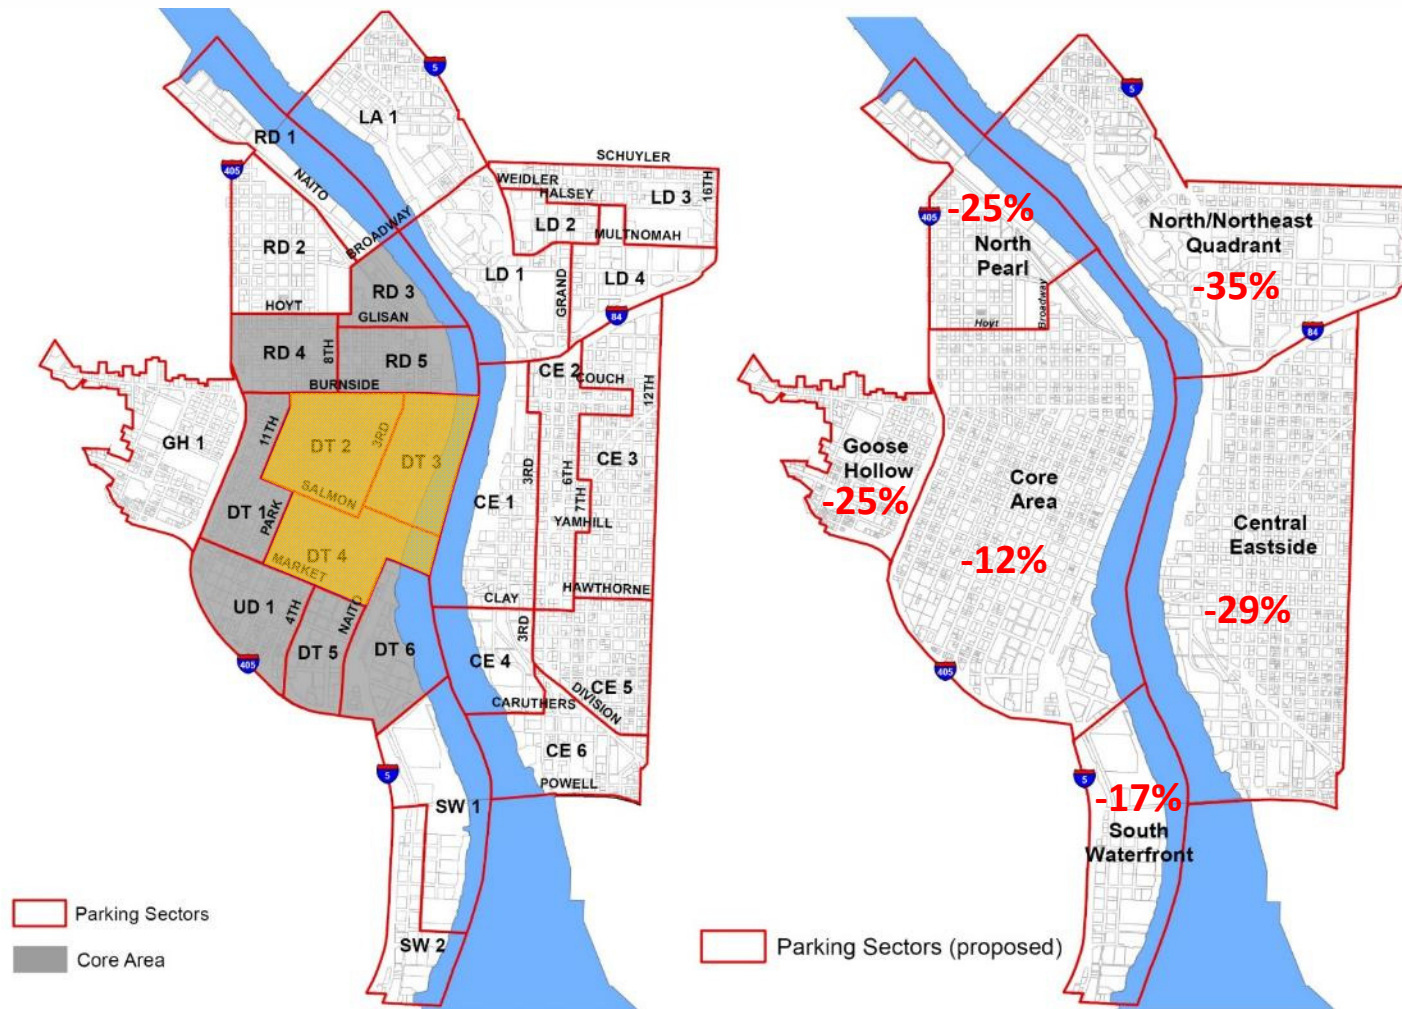 5
LA 1
RD 1
SCHUYLER
405
NAITO
WEIDLER
HALSEY
LD 3
16TH
LD 2
BROADWAY
MULTNOMAH
RD 2
LD 1
LD 4
RD 3
GRAND
HOYT
GLISAN
84
RD 4
8TH
RD 5
CE 2
COUCH
BURNSIDE
12TH
GH 1
11TH
DT 2
3RD
DT 3
3RD
6TH
CE 3
SALMON
CE 1
7TH
DT 1
PARK
YAMHILL
DT 4
MARKET
HAWTHORNE
CLAY
UD 1
4TH
NAITO
3RD
DT 5
DT 6
405
CE 4
CE 5
DIVISION
CARUTHERS
CE 6
5
POWELL
SW 1
SW 2
Parking Sectors
Core Area
5
405
-25%
North
Pearl
North/Northeast
Quadrant
-35%
Broadway
Hoyt
84
Goose
Hollow
-25%
Core
Area
-12%
Central
Eastside
-29%
405
5
-17%
South
Waterfront
Parking Sectors (proposed)